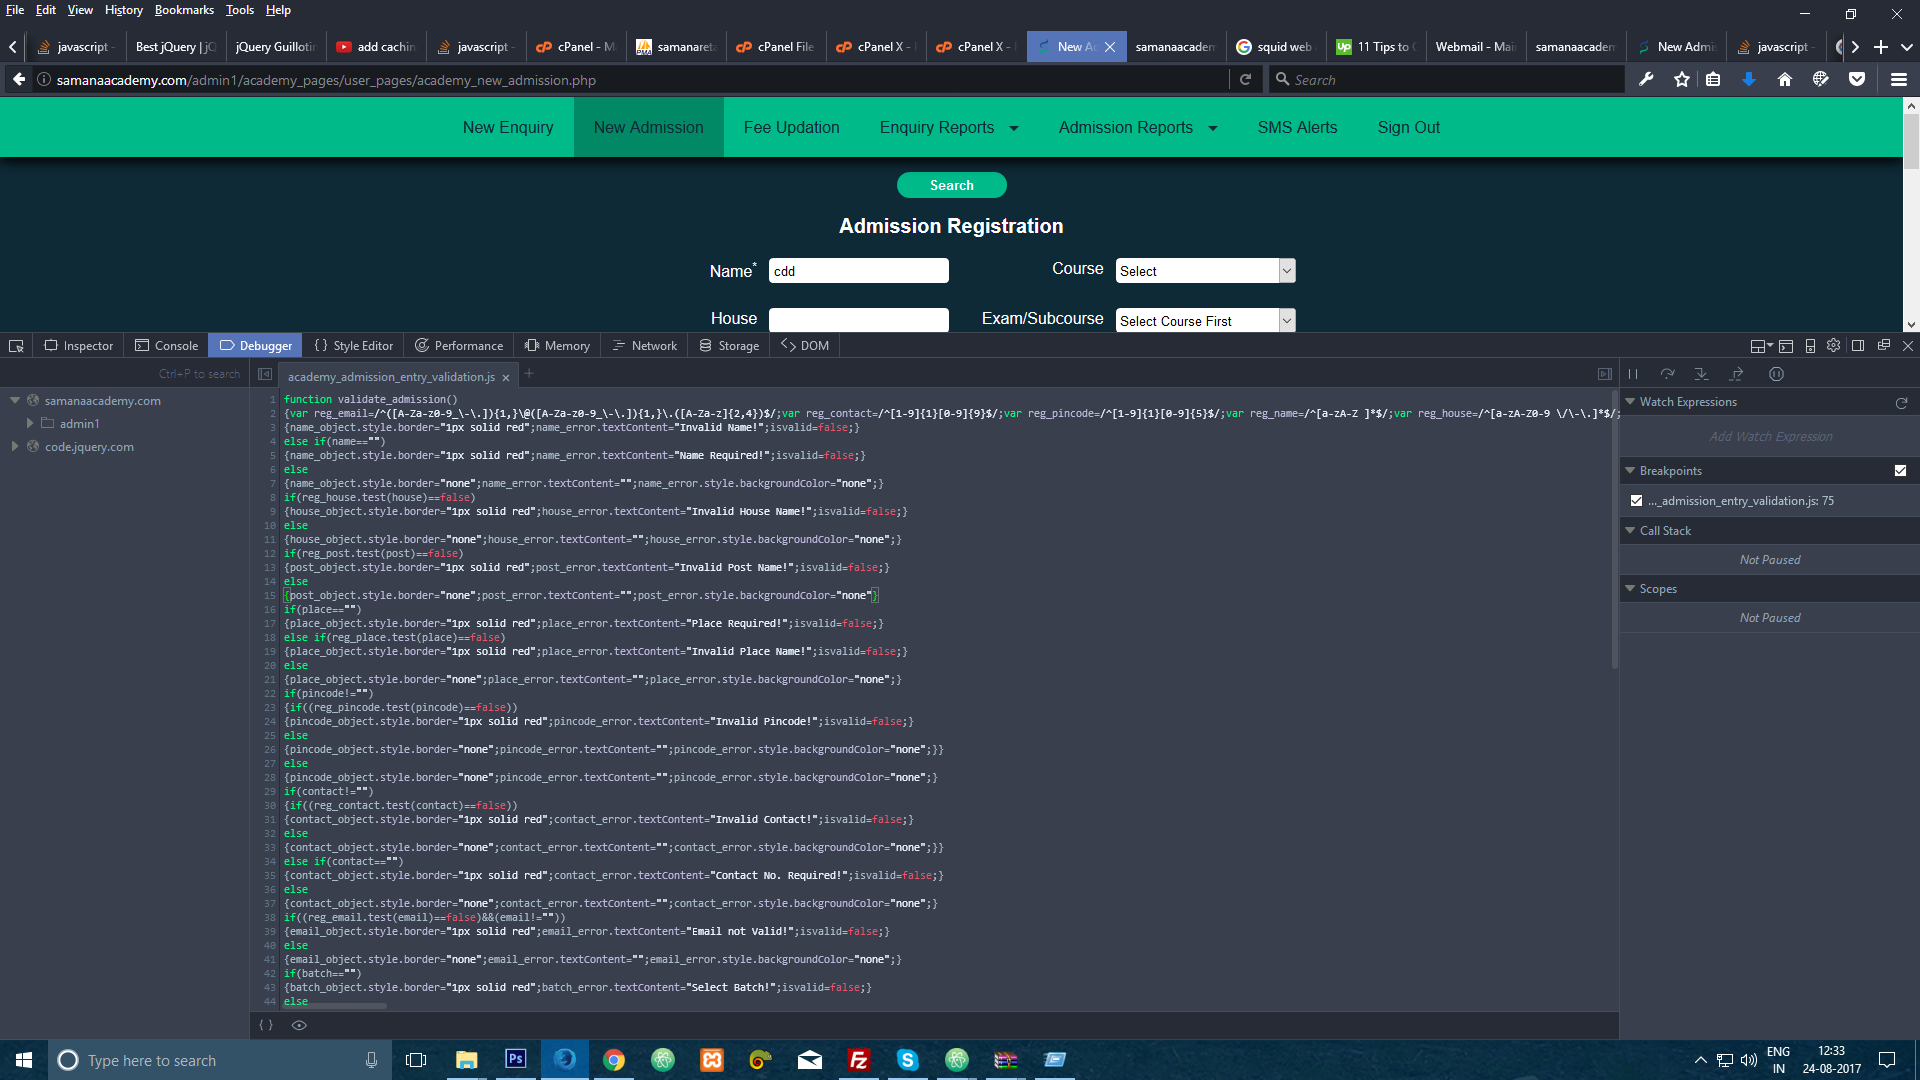 File Edit View History Bookmarks Tools Help
javascript -
Best jQuery | jQ
jQuery Guillotin
add cachin
javascript -
cPanel - M
samanareta
cPanel File
cPanel X -
cPanel X -
New A
samanaacadem
squid web
11 Tips to
Webmail - Mai
samanaacadem
New Admi
javascript -
samanaacademy.com/admin1/academy_pages/user_pages/academy_new_admission.php
Search
New Enquiry New Admission Fee Updation Enquiry Reports Admission Reports SMS Alerts Sign Out
Search
Admission Registration
Name* cdd Course Select
House Exam/Subcourse Select Course First
Inspector Console Debugger Style Editor Performance Memory Network Storage DOM
Ctrl+P to search
samanaacademy.com
admin1
code.jquery.com
academy_admission_entry_validation.js
1 function validate_admission()
2 {var reg_email=/^([A-Za-z0-9_\-\.]){1,}\@([A-Za-z0-9_\-\.]){1,}\.([A-Za-z]{2,4})$/;var reg_contact=/^[1-9]{1}[0-9]{9}$/;var reg_pincode=/^[1-9]{1}[0-9]{5}$/;var reg_name=/^[a-zA-Z ]*$/;var reg_house=/^[a-zA-Z0-9 \/\-\.]*$/;
3 {name_object.style.border="1px solid red";name_error.textContent="Invalid Name!";isvalid=false;}
4 else if(name=="")
5 {name_object.style.border="1px solid red";name_error.textContent="Name Required!";isvalid=false;}
6 else
7 {name_object.style.border="none";name_error.textContent="";name_error.style.backgroundColor="none";}
8 if(reg_house.test(house)==false)
9 {house_object.style.border="1px solid red";house_error.textContent="Invalid House Name!";isvalid=false;}
10 else
11 {house_object.style.border="none";house_error.textContent="";house_error.style.backgroundColor="none";}
12 if(reg_post.test(post)==false)
13 {post_object.style.border="1px solid red";post_error.textContent="Invalid Post Name!";isvalid=false;}
14 else
15 {post_object.style.border="none";post_error.textContent="";post_error.style.backgroundColor="none"}
16 if(place=="")
17 {place_object.style.border="1px solid red";place_error.textContent="Place Required!";isvalid=false;}
18 else if(reg_place.test(place)==false)
19 {place_object.style.border="1px solid red";place_error.textContent="Invalid Place Name!";isvalid=false;}
20 else
21 {place_object.style.border="none";place_error.textContent="";place_error.style.backgroundColor="none";}
22 if(pincode!="")
23 {if((reg_pincode.test(pincode)==false))
24 {pincode_object.style.border="1px solid red";pincode_error.textContent="Invalid Pincode!";isvalid=false;}
25 else
26 {pincode_object.style.border="none";pincode_error.textContent="";pincode_error.style.backgroundColor="none";}}
27 else
28 {pincode_object.style.border="none";pincode_error.textContent="";pincode_error.style.backgroundColor="none";}
29 if(contact!="")
30 {if((reg_contact.test(contact)==false))
31 {contact_object.style.border="1px solid red";contact_error.textContent="Invalid Contact!";isvalid=false;}
32 else
33 {contact_object.style.border="none";contact_error.textContent="";contact_error.style.backgroundColor="none";}}
34 else if(contact=="")
35 {contact_object.style.border="1px solid red";contact_error.textContent="Contact No. Required!";isvalid=false;}
36 else
37 {contact_object.style.border="none";contact_error.textContent="";contact_error.style.backgroundColor="none";}
38 if((reg_email.test(email)==false)&&(email!=""))
39 {email_object.style.border="1px solid red";email_error.textContent="Email not Valid!";isvalid=false;}
40 else
41 {email_object.style.border="none";email_error.textContent="";email_error.style.backgroundColor="none";}
42 if(batch=="")
43 {batch_object.style.border="1px solid red";batch_error.textContent="Select Batch!";isvalid=false;}
44 else
Watch Expressions
Add Watch Expression
Breakpoints
..._admission_entry_validation.js: 75
Call Stack
Not Paused
Scopes
Not Paused
Type here to search
ENG
IN
12:33
24-08-2017